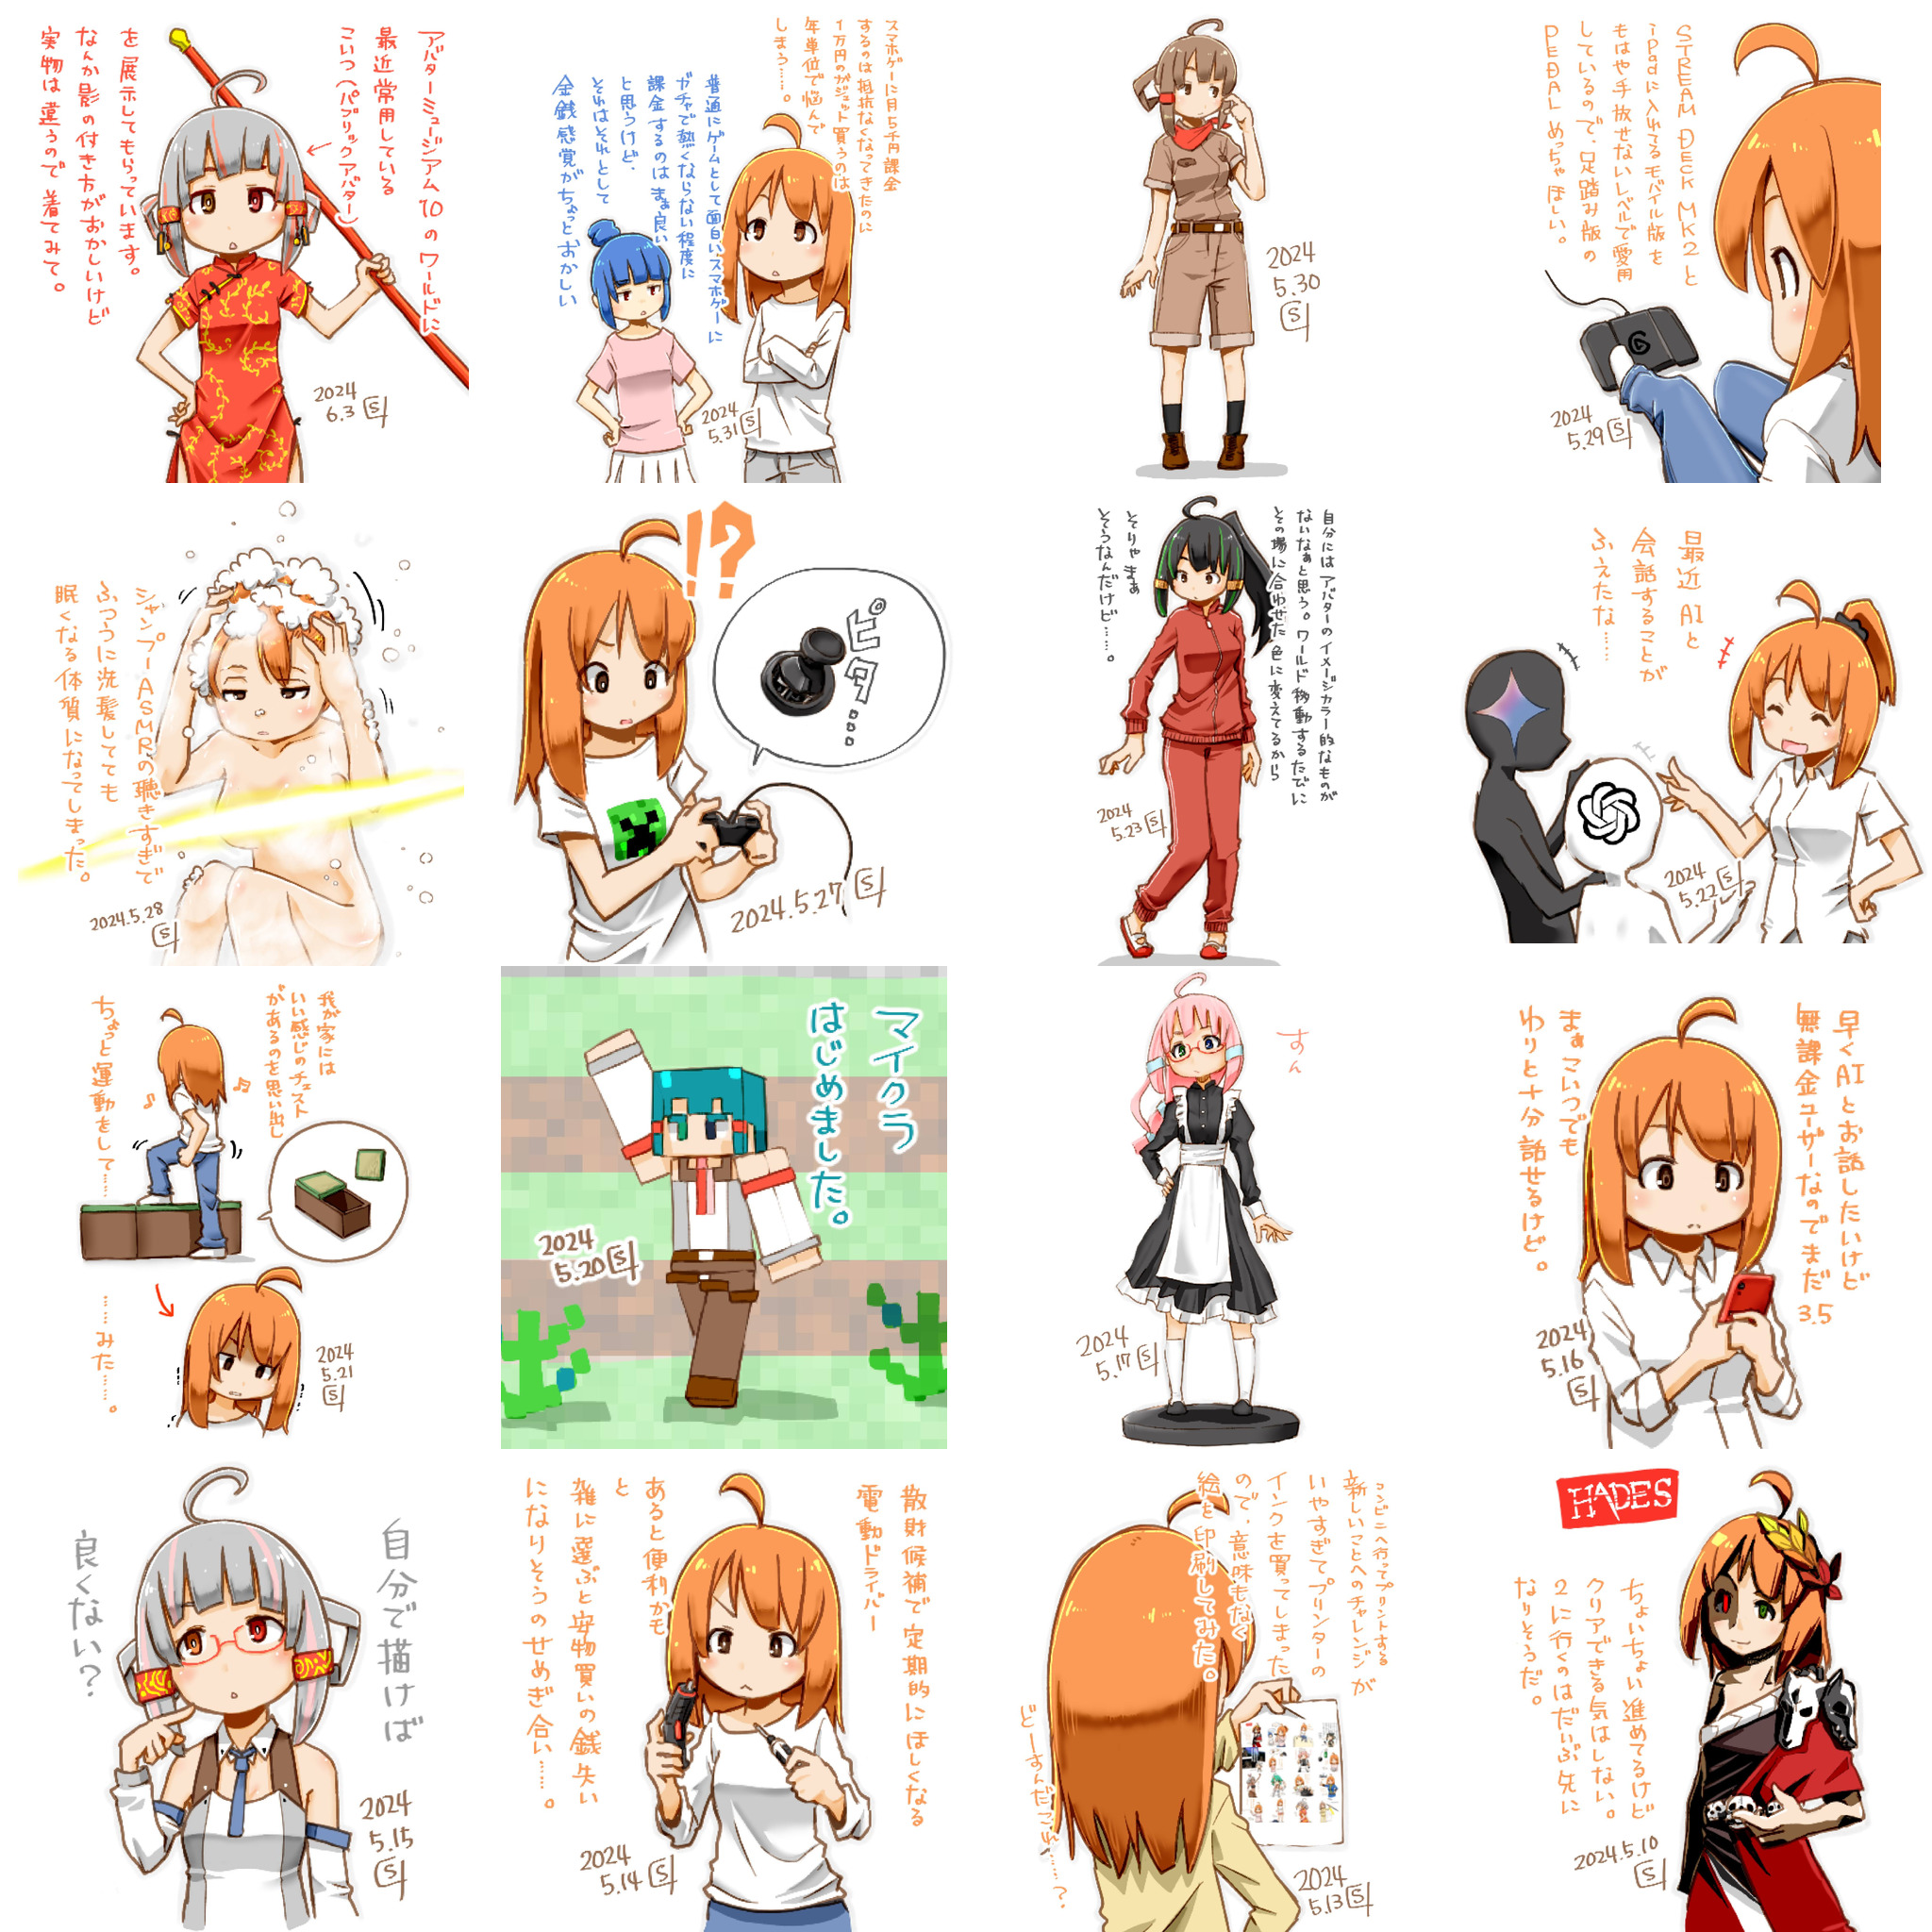 アバターミュージアム10のワールドに
最近常用している
こいつ(パブリックアバター)
を展示してもらっています。
なんか影の付き方がおかしいけど
実物は違うので着てみて。
2024
6.3
S
スマホゲーに月5千円課金
するのは抵抗なくなってきたのに
1万円のガジェット買うのは
年単位で悩んで
しまう……。
普通にゲームとして面白いスマホゲーに
ガチャで熱くならない程度に
課金するのはまぁ良い
と思うけど、
それはそれとして
金銭感覚がちょっとおかしい
2024
5.31
S
2024
5.30
S
STREAM DECK MK2と
iPadに入れてるモバイル版を
もはや手放せないレベルで愛用
しているので、足踏み版の
PEDALめっちゃほしい。
2024
5.29
S
シャンプーASMRの聴きすぎで
ふつうに洗髪してても
眠くなる体質になってしまった。
2024.5.28
S
!?
ピタ…
2024.5.27
S
自分にはアバターのイメージカラー的なものが
ないなぁと思う。ワールド移動するたびに
その場に合わせた色に変えてるから
そりゃまぁ
そうなんだけど……。
2024
5.23
S
最近AIと
会話することが
ふえたな……
2024
5.22
S
我が家には
いい感じのチェスト
があるのを思い出し
ちょっと運動をして……
……みた……。
2024
5.21
S
マイクラ
はじめました。
2024
5.20
S
すん
2024
5.17
S
早くAIとお話したいけど
無課金ユーザーなのでまだ3.5
まぁこいつでも
わりと十分話せるけど。
2024
5.16
S
自分で描けば
良くない?
2024
5.15
S
散財候補で定期的にほしくなる
電動ドライバー
あると便利かも
と
雑に選ぶと安物買いの銭失い
になりそうのせめぎ合い……。
2024
5.14
S
コンビニへ行ってプリントする
新しいことへのチャレンジが
いやすぎてプリンターの
インクを買ってしまった
ので、意味もなく
絵を印刷してみた。
どーすんだこれ……?
2024
5.13
S
HADES
ちょいちょい進めてるけど
クリアできる気はしない。
2に行くのはだいぶ先に
なりそうだ。
2024.5.10
S